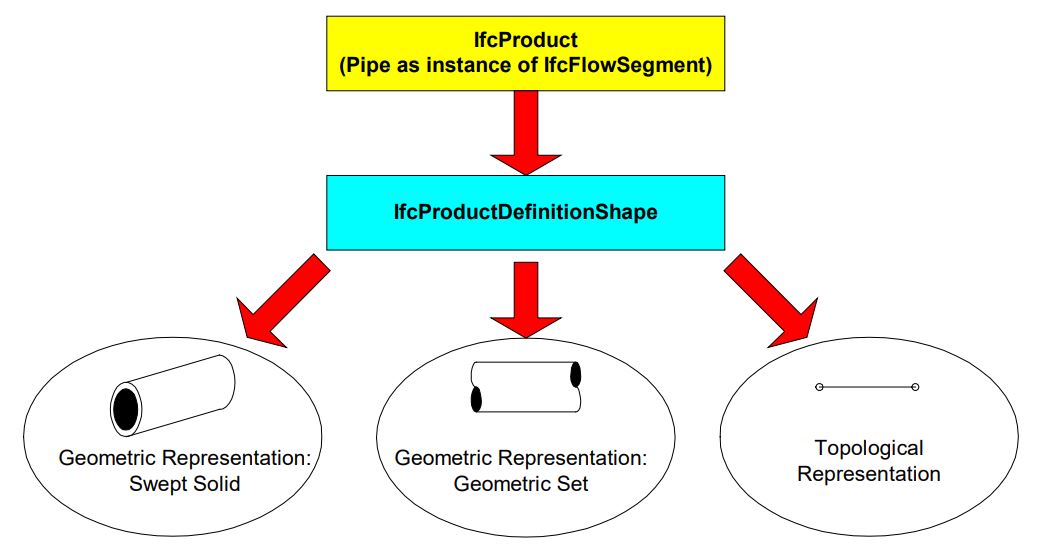 IfcProduct
(Pipe as instance of IfcFlowSegment)
IfcProductDefinitionShape
Geometric Representation:
Swept Solid
Geometric Representation:
Geometric Set
Topological
Representation